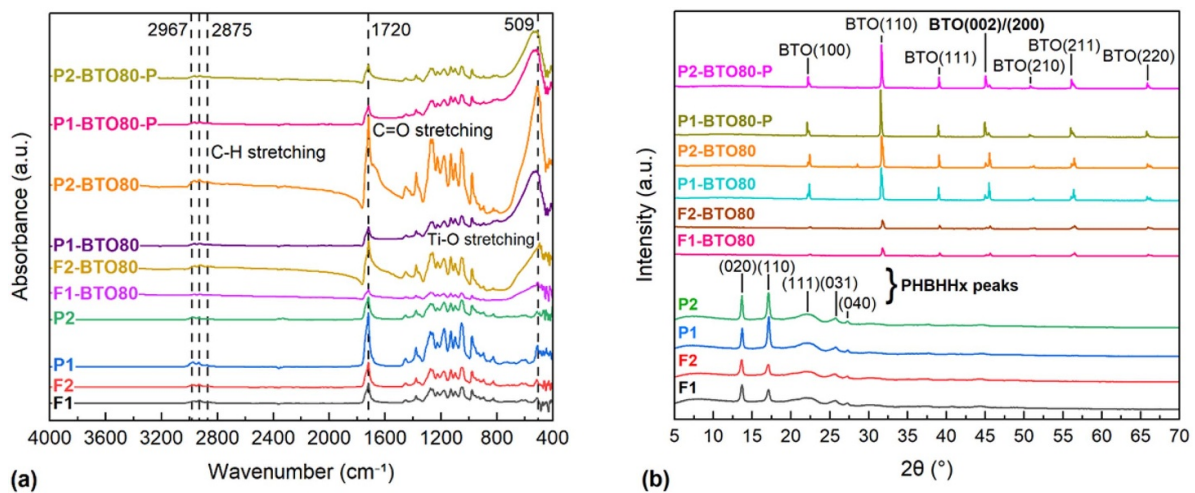 2967
2875
1720
509
P2-BTO80-P
P1-BTO80-P
C=O stretching
C-H stretching
P2-BTO80
P1-BTO80
Ti-O stretching
F2-BTO80
F1-BTO80
P2
P1
F2
F1
Absorbance (a.u.)
4000 3200 2800 2000 1600 1200 800 400
Wavenumber (cm⁻¹)
(a)
BTO(110)
BTO(002)/(200)
BTO(100)
BTO(111)
BTO(211)
BTO(210)
BTO(220)
P2-BTO80-P
P1-BTO80-P
P2-BTO80
P1-BTO80
F2-BTO80
F1-BTO80
(020)(110)
(111)(031)
(040)
} PHBHHx peaks
P2
P1
F2
F1
Intensity (a.u.)
5 10 15 20 25 30 35 40 45 50 55 60 65 70
2θ (°)
(b)